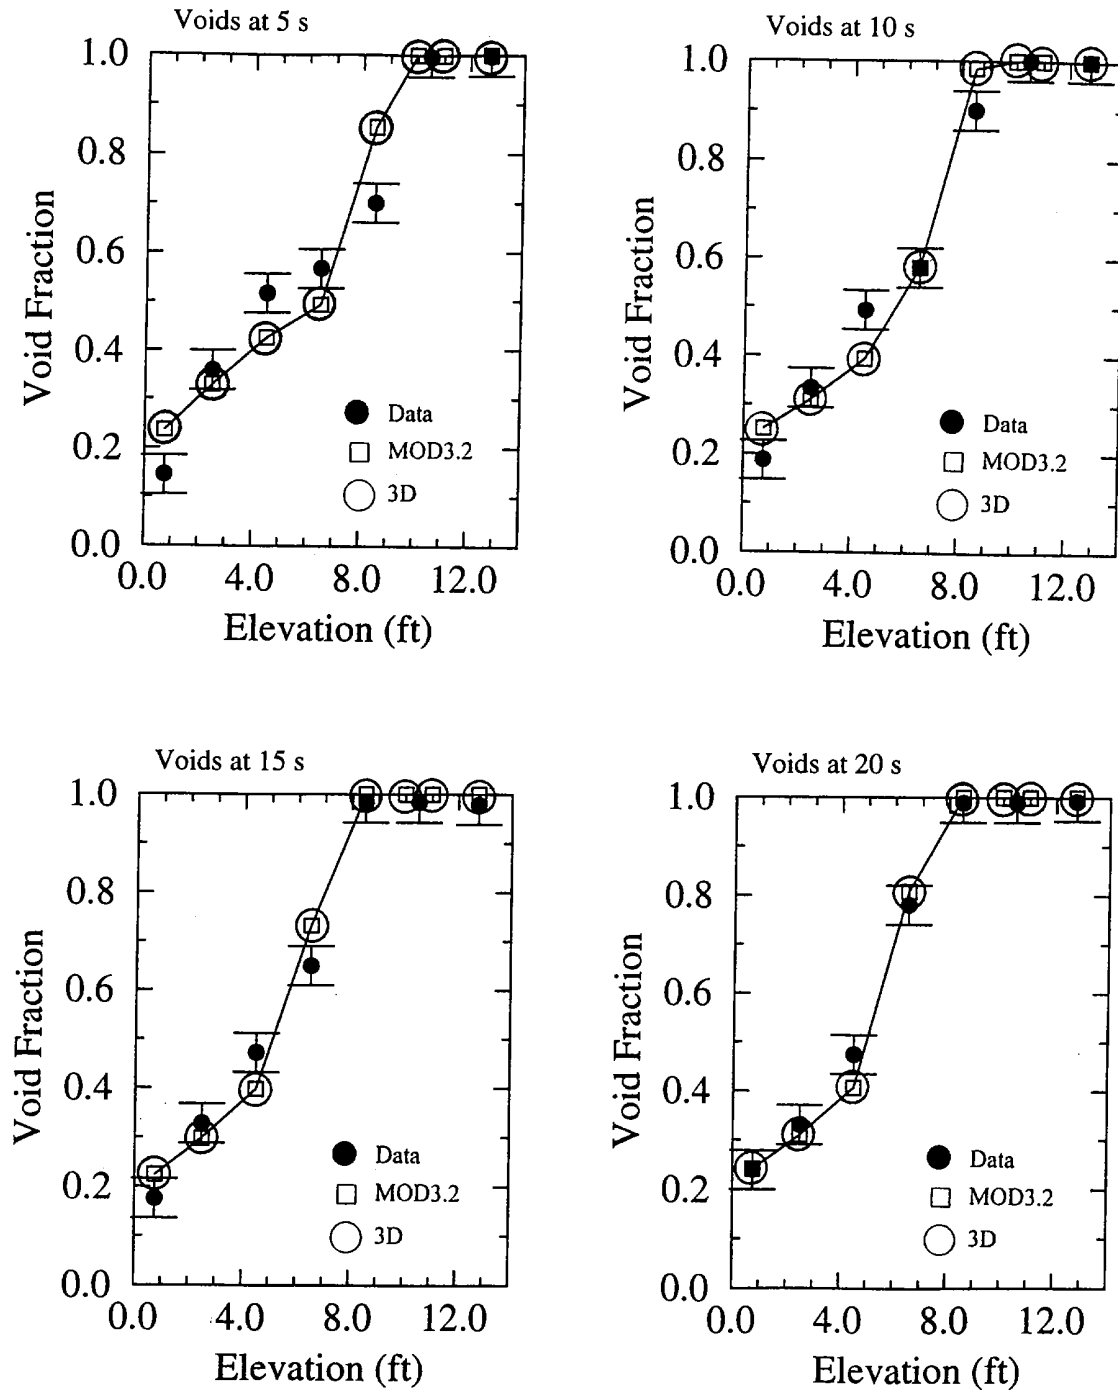 Voids at 5 s
1.0
0.8
0.6
0.4
0.2
0.0
Void Fraction
Data
MOD3.2
3D
0.0 4.0 8.0 12.0
Elevation (ft)
Voids at 10 s
1.0
0.8
0.6
0.4
0.2
0.0
Void Fraction
Data
MOD3.2
3D
0.0 4.0 8.0 12.0
Elevation (ft)
Voids at 15 s
1.0
0.8
0.6
0.4
0.2
0.0
Void Fraction
Data
MOD3.2
3D
0.0 4.0 8.0 12.0
Elevation (ft)
Voids at 20 s
1.0
0.8
0.6
0.4
0.2
0.0
Void Fraction
Data
MOD3.2
3D
0.0 4.0 8.0 12.0
Elevation (ft)